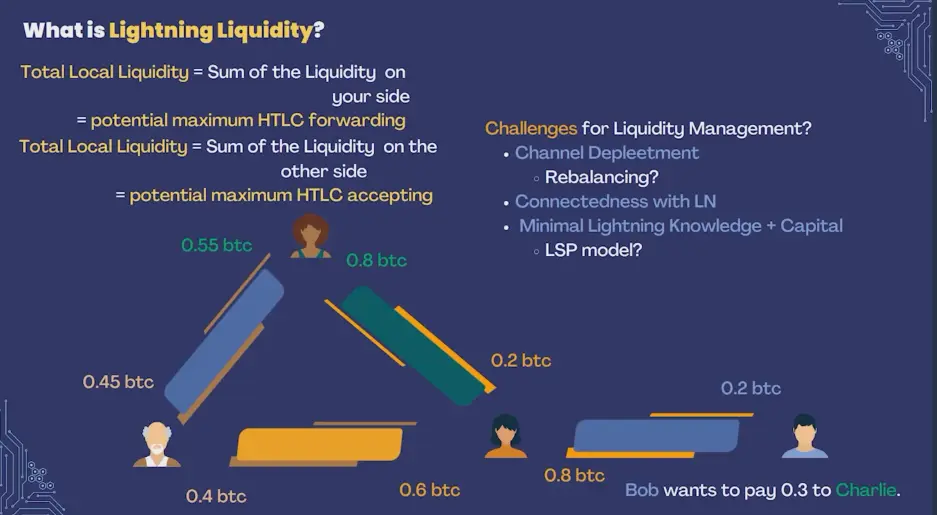 What is Lightning Liquidity?
Total Local Liquidity = Sum of the Liquidity on
your side
= potential maximum HTLC forwarding
Total Local Liquidity = Sum of the Liquidity on the
other side
= potential maximum HTLC accepting
Challenges for Liquidity Management?
• Channel Depleetment
○ Rebalancing?
• Connectedness with LN
• Minimal Lightning Knowledge + Capital
○ LSP model?
0.55 btc
0.8 btc
0.45 btc
0.2 btc
0.2 btc
0.4 btc
0.6 btc
0.8 btc
Bob wants to pay 0.3 to Charlie.